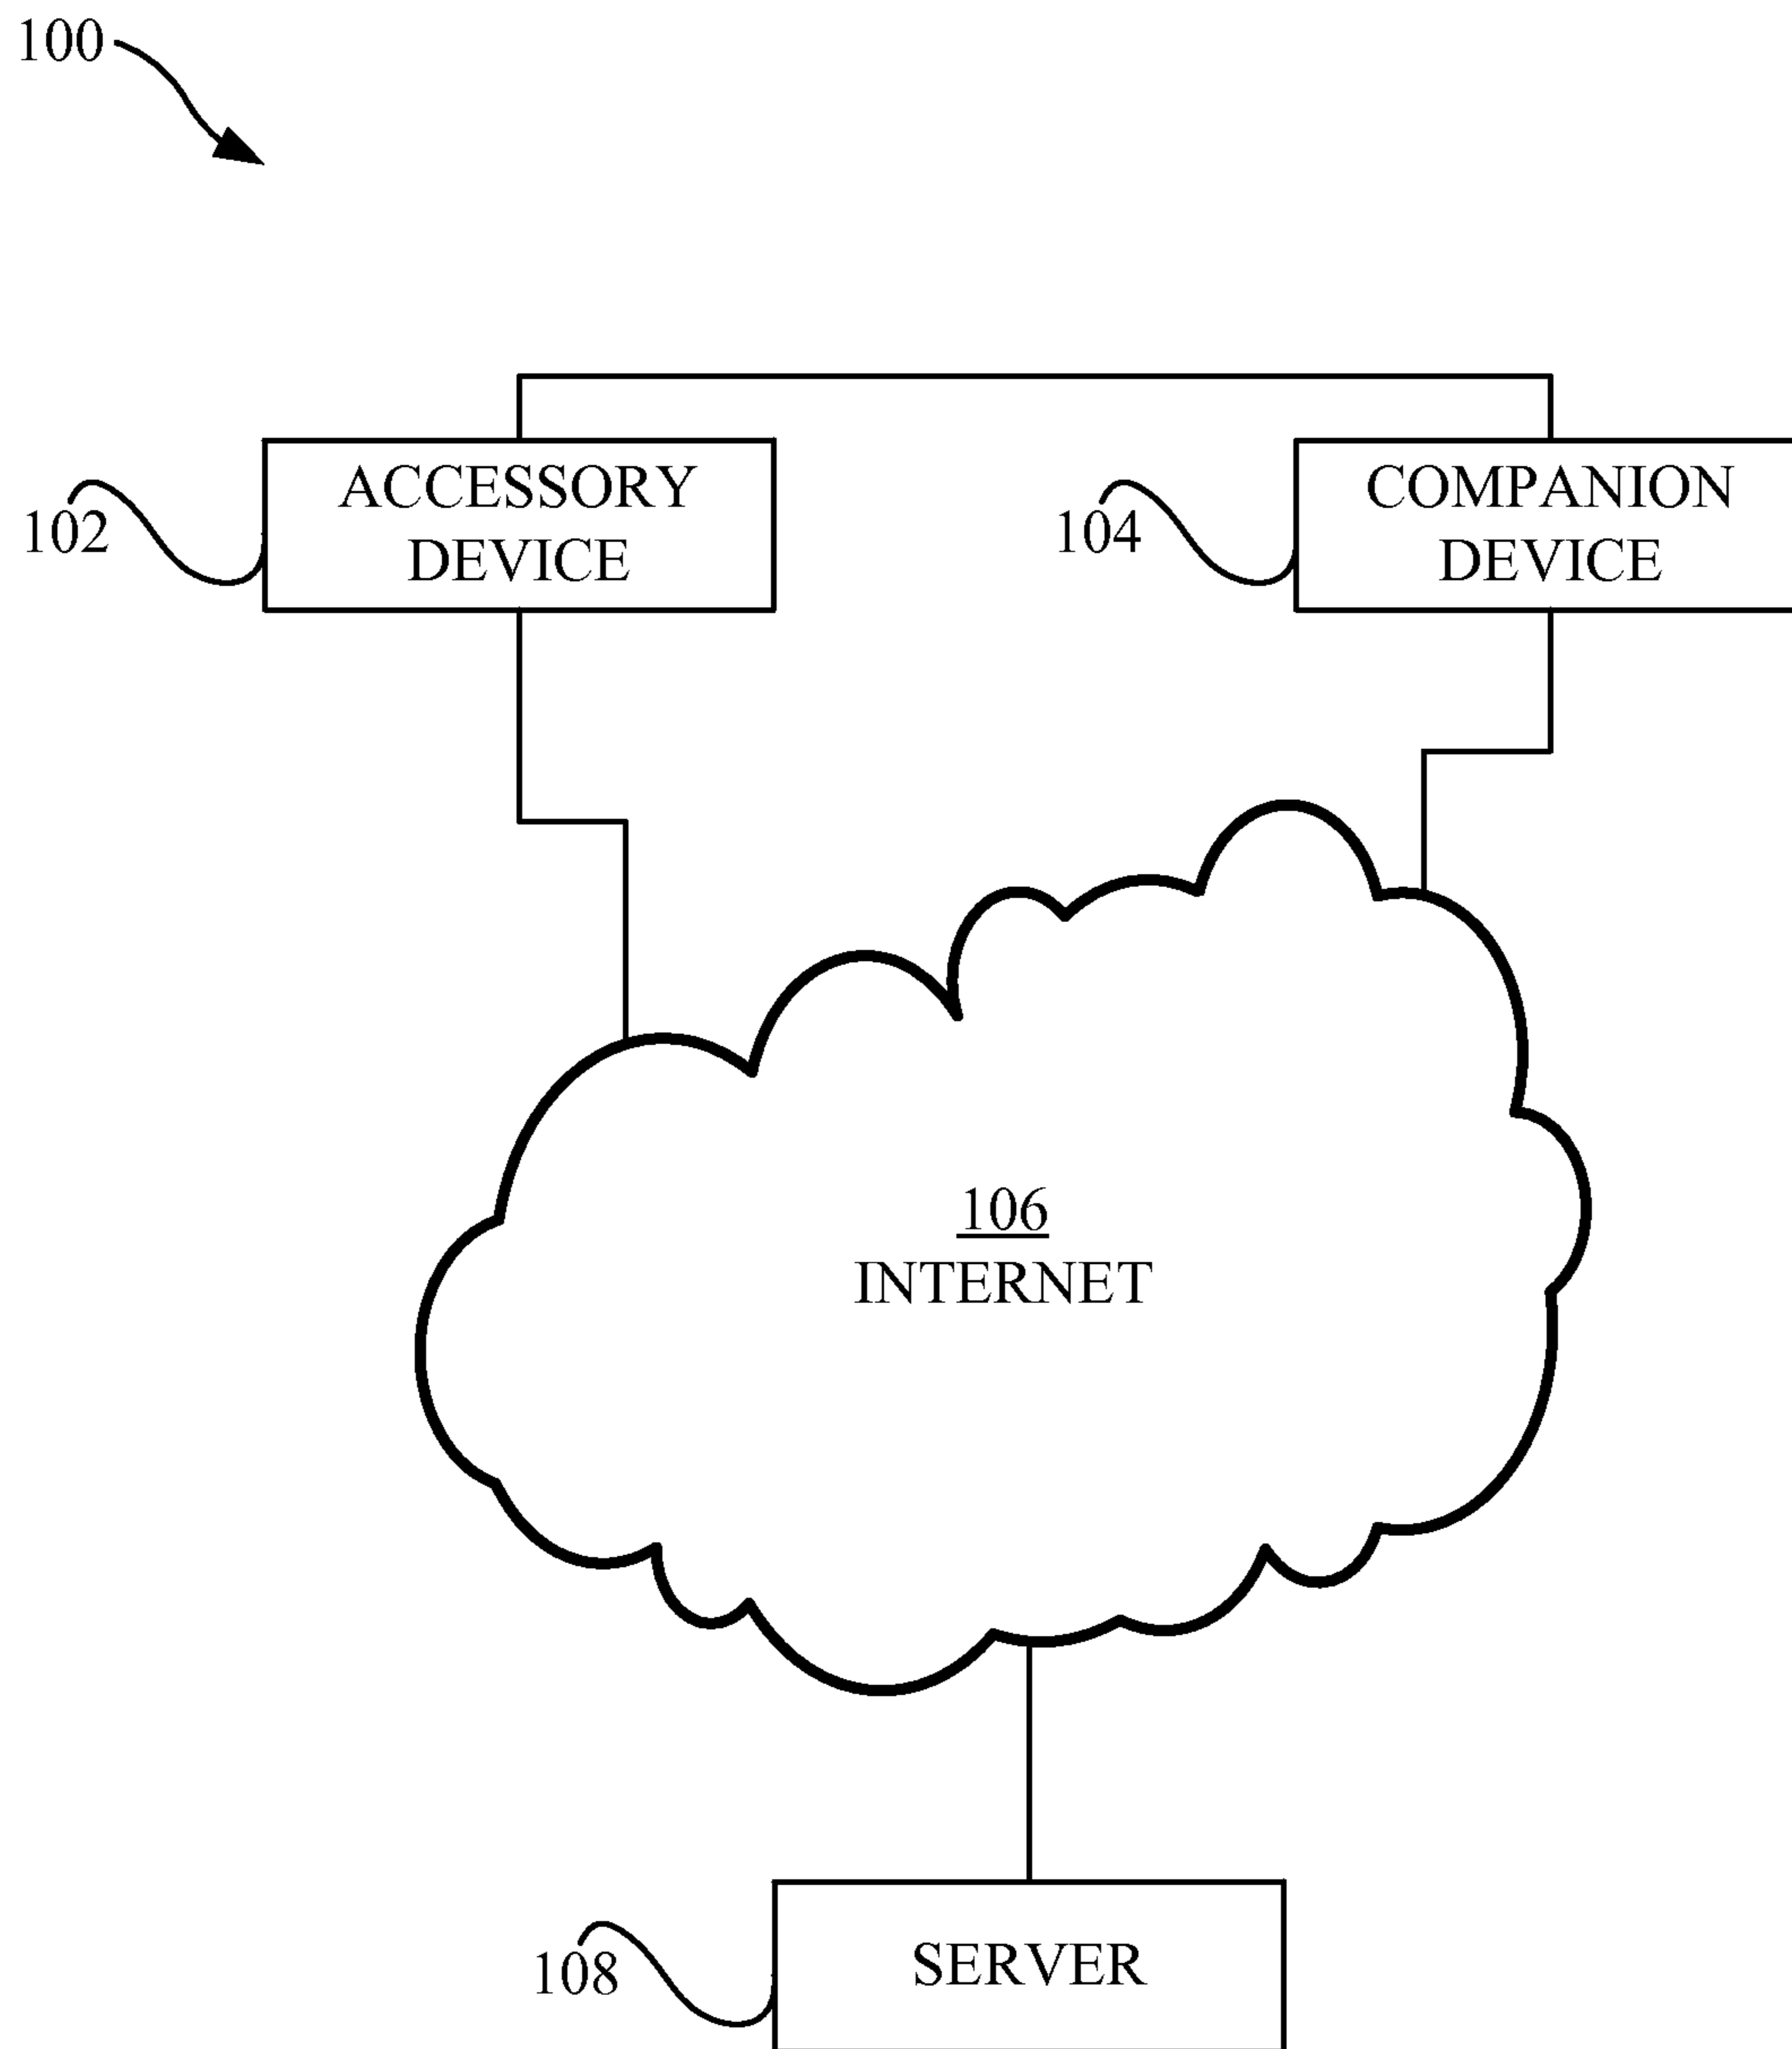 100
ACCESSORY
DEVICE
102
COMPANION
DEVICE
104
106
INTERNET
SERVER
108